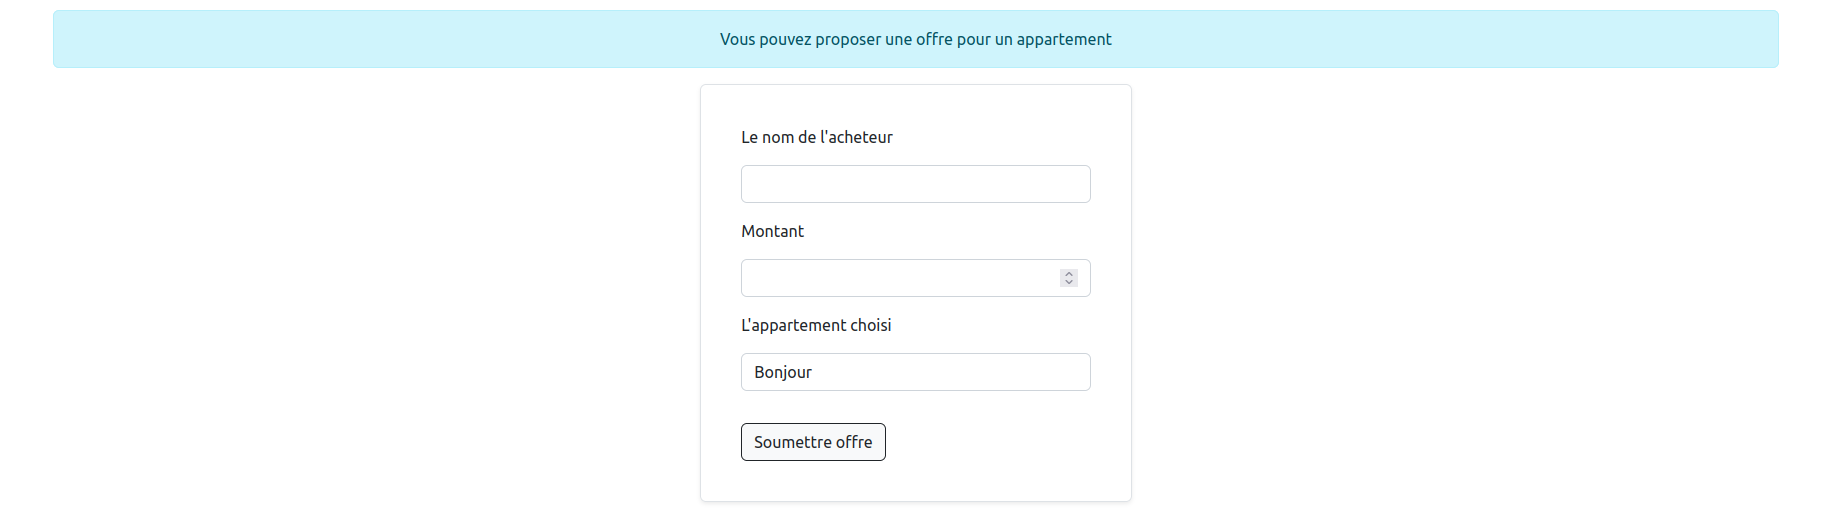 Vous pouvez proposer une offre pour un appartement
Le nom de l'acheteur
Montant
L'appartement choisi
Bonjour
Soumettre offre